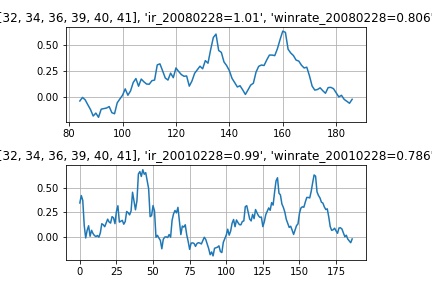 [32, 34, 36, 39, 40, 41], 'ir_20080228=1.01', 'winrate_20080228=0.806'
0.50
0.25
0.00
80 100 120 140 160 180
[32, 34, 36, 39, 40, 41], 'ir_20010228=0.99', 'winrate_20010228=0.786'
0.50
0.25
0.00
0 25 50 75 100 125 150 175